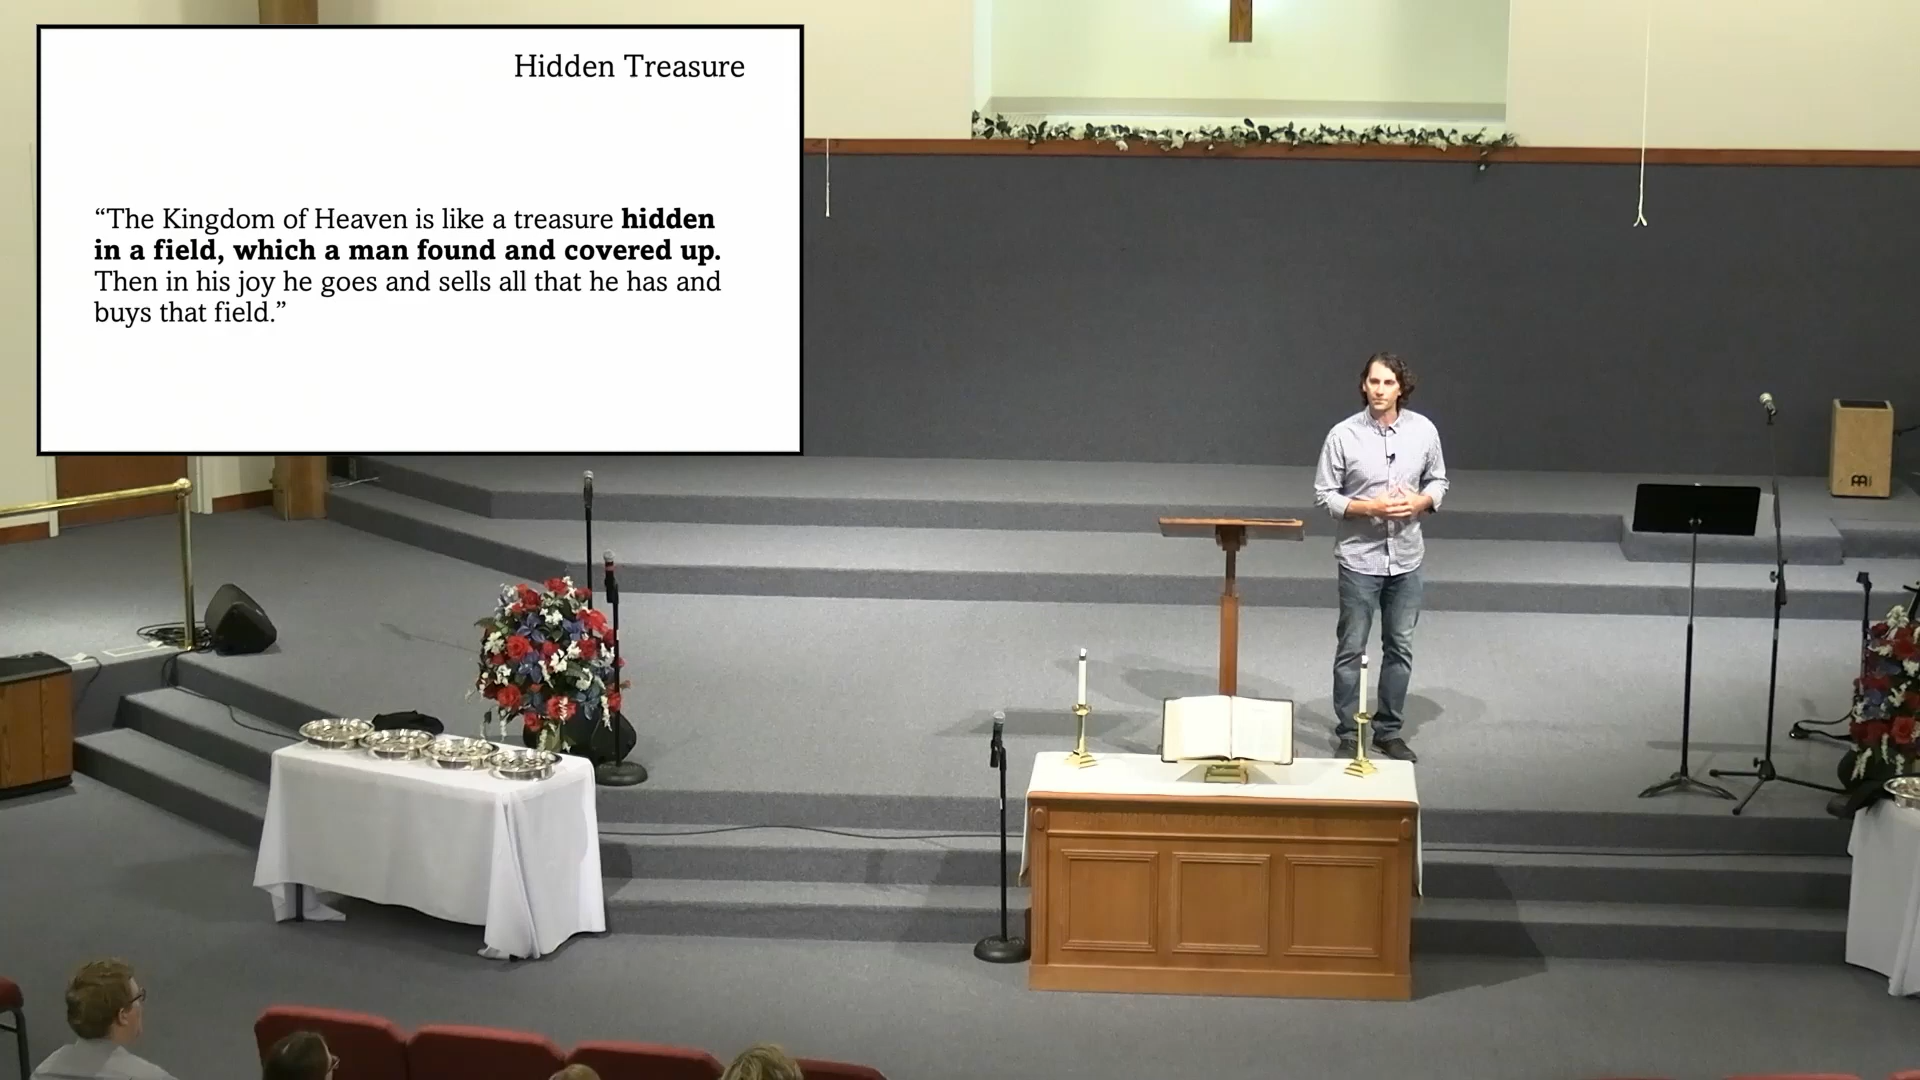 Hidden Treasure
“The Kingdom of Heaven is like a treasure hidden
in a field, which a man found and covered up.
Then in his joy he goes and sells all that he has and
buys that field.”